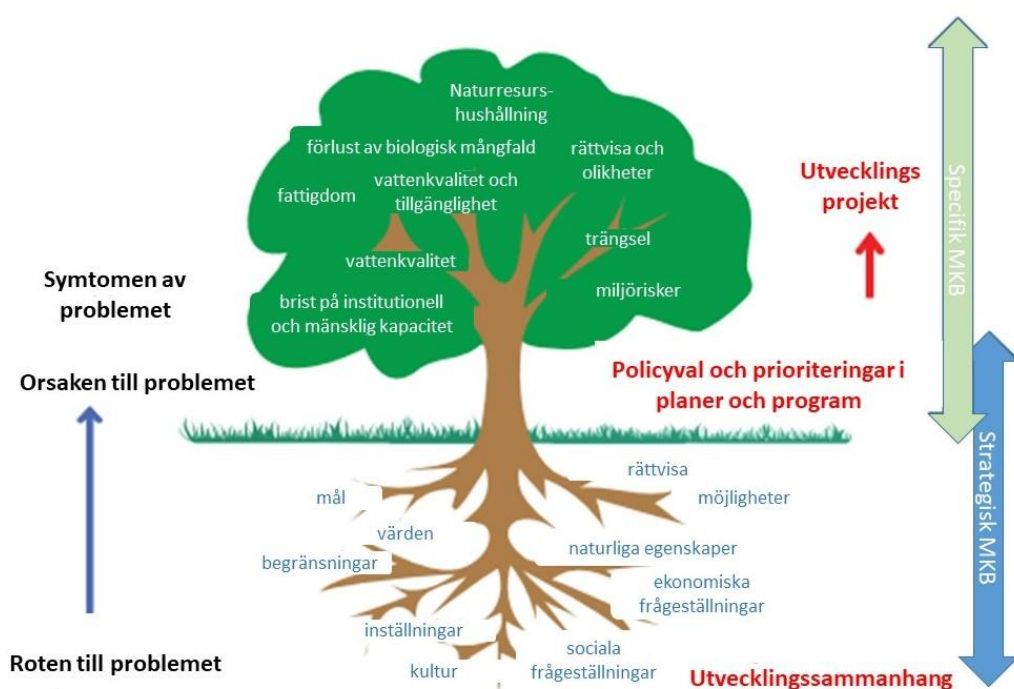 Naturresurs-
hushållning
förlust av biologisk mångfald
rättvisa och
olikheter
fattigdom
vattenkvalitet och
tillgänglighet
trängsel
vattenkvalitet
miljörisker
brist på institutionell
och mänsklig kapacitet
Symtomen av
problemet
Orsaken till problemet
Roten till problemet
Utvecklings
projekt
Policyval och prioriteringar i
planer och program
Utvecklingssammanhang
Specifik MKB
Strategisk MKB
rättvisa
mål
möjligheter
värden
naturliga egenskaper
begränsningar
ekonomiska
frågeställningar
inställningar
sociala
frågeställningar
kultur